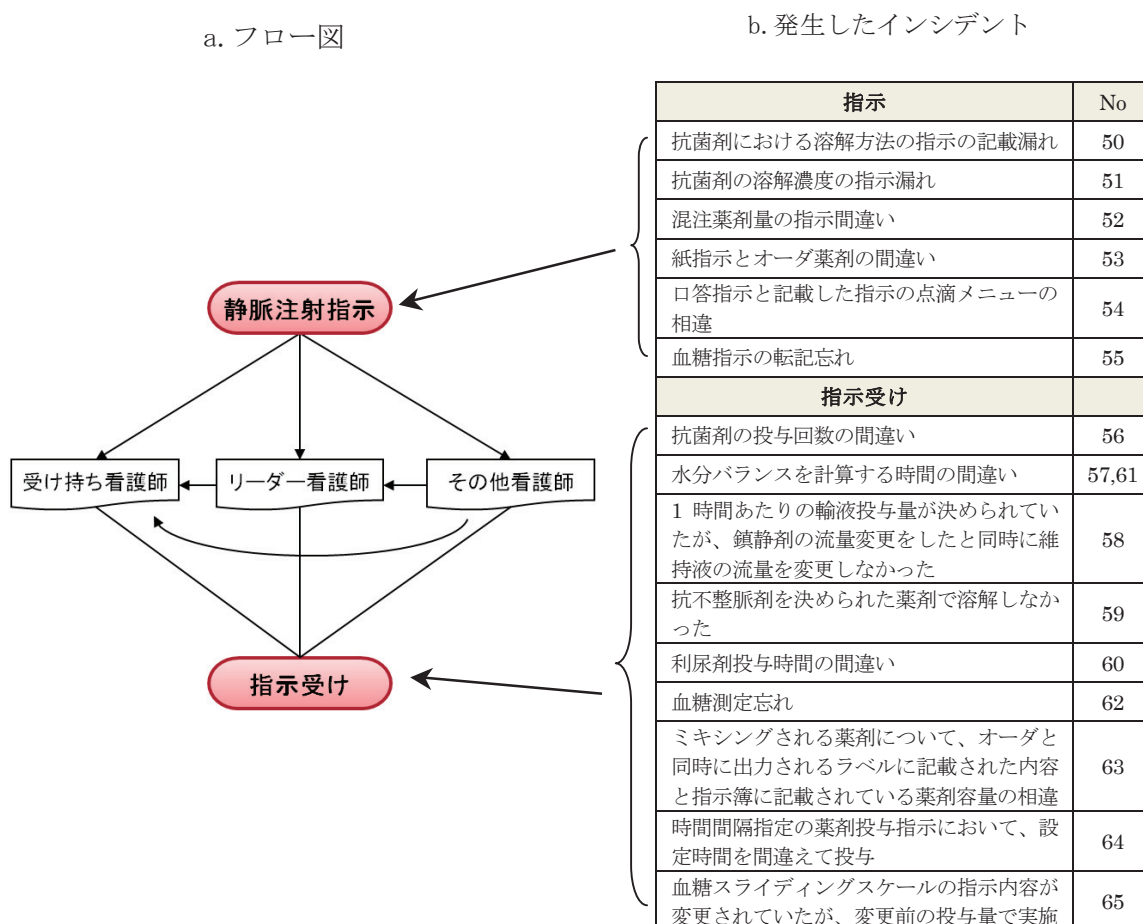 a. フロー図
b. 発生したインシデント
静脈注射指示
受け持ち看護師
リーダー看護師
その他看護師
指示受け
指示 No
抗菌剤における溶解方法の指示の記載漏れ 50
抗菌剤の溶解濃度の指示漏れ 51
混注薬剤量の指示間違い 52
紙指示とオーダ薬剤の間違い 53
口答指示と記載した指示の点滴メニューの
相違 54
血糖指示の転記忘れ 55
指示受け
抗菌剤の投与回数の間違い 56
水分バランスを計算する時間の間違い 57,61
1 時間あたりの輸液投与量が決められてい
たが、鎮静剤の流量変更をしたと同時に維 58
持液の流量を変更しなかった
抗不整脈剤を決められた薬剤で溶解しなか
った 59
利尿剤投与時間の間違い 60
血糖測定忘れ 62
ミキシングされる薬剤について、オーダと
同時に出力されるラベルに記載された内容 63
と指示簿に記載されている薬剤容量の相違
時間間隔指定の薬剤投与指示において、設
定時間を間違えて投与 64
血糖スライディングスケールの指示内容が
変更されていたが、変更前の投与量で実施 65